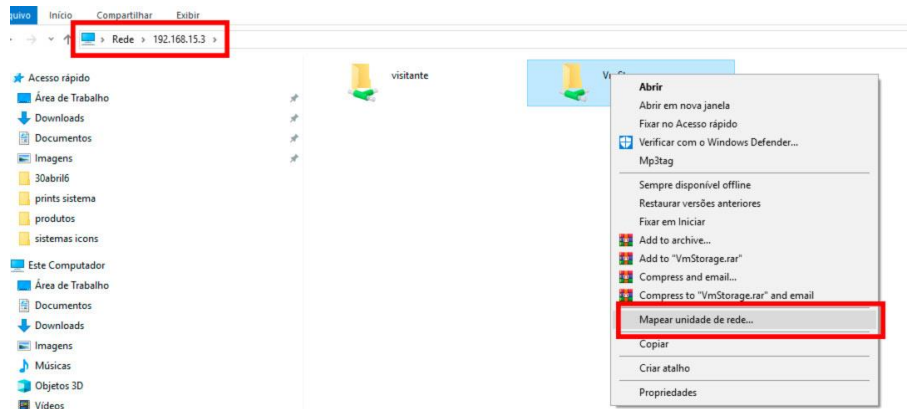 Início Compartilhar Exibir
Rede > 192.168.15.3 >
Acesso rápido
Área de Trabalho
Downloads
Documentos
Imagens
30abril6
prints sistema
produtos
sistemas icons
Este Computador
Área de Trabalho
Documentos
Downloads
Imagens
Músicas
Objetos 3D
Vídeos
visitante
Abrir
Abrir em nova janela
Fixar no Acesso rápido
Verificar com o Windows Defender...
Mp3tag
Sempre disponível offline
Restaurar versões anteriores
Fixar em Iniciar
Add to archive...
Add to "VmStorage.rar"
Compress and email...
Compress to "VmStorage.rar" and email
Mapear unidade de rede...
Copiar
Criar atalho
Propriedades